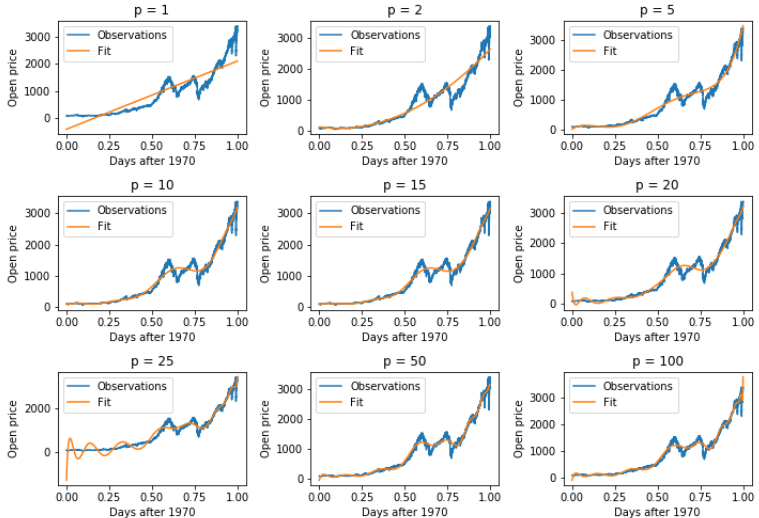 p = 1
Open price
3000
2000
1000
0
Observations
Fit
0.00 0.25 0.50 0.75 1.00
Days after 1970
p = 2
Open price
3000
2000
1000
0
Observations
Fit
0.00 0.25 0.50 0.75 1.00
Days after 1970
p = 5
Open price
3000
2000
1000
0
Observations
Fit
0.00 0.25 0.50 0.75 1.00
Days after 1970
p = 10
Open price
3000
2000
1000
0
Observations
Fit
0.00 0.25 0.50 0.75 1.00
Days after 1970
p = 15
Open price
3000
2000
1000
0
Observations
Fit
0.00 0.25 0.50 0.75 1.00
Days after 1970
p = 20
Open price
3000
2000
1000
0
Observations
Fit
0.00 0.25 0.50 0.75 1.00
Days after 1970
p = 25
Open price
2000
0
Observations
Fit
0.00 0.25 0.50 0.75 1.00
Days after 1970
p = 50
Open price
3000
2000
1000
0
Observations
Fit
0.00 0.25 0.50 0.75 1.00
Days after 1970
p = 100
Open price
3000
2000
1000
0
Observations
Fit
0.00 0.25 0.50 0.75 1.00
Days after 1970